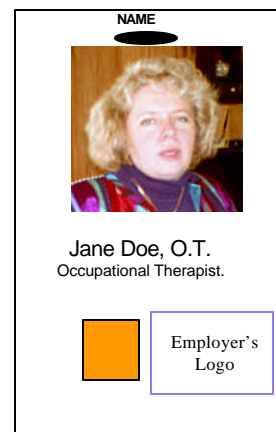 NAME
Jane Doe, O.T.
Occupational Therapist.
Employer's
Logo